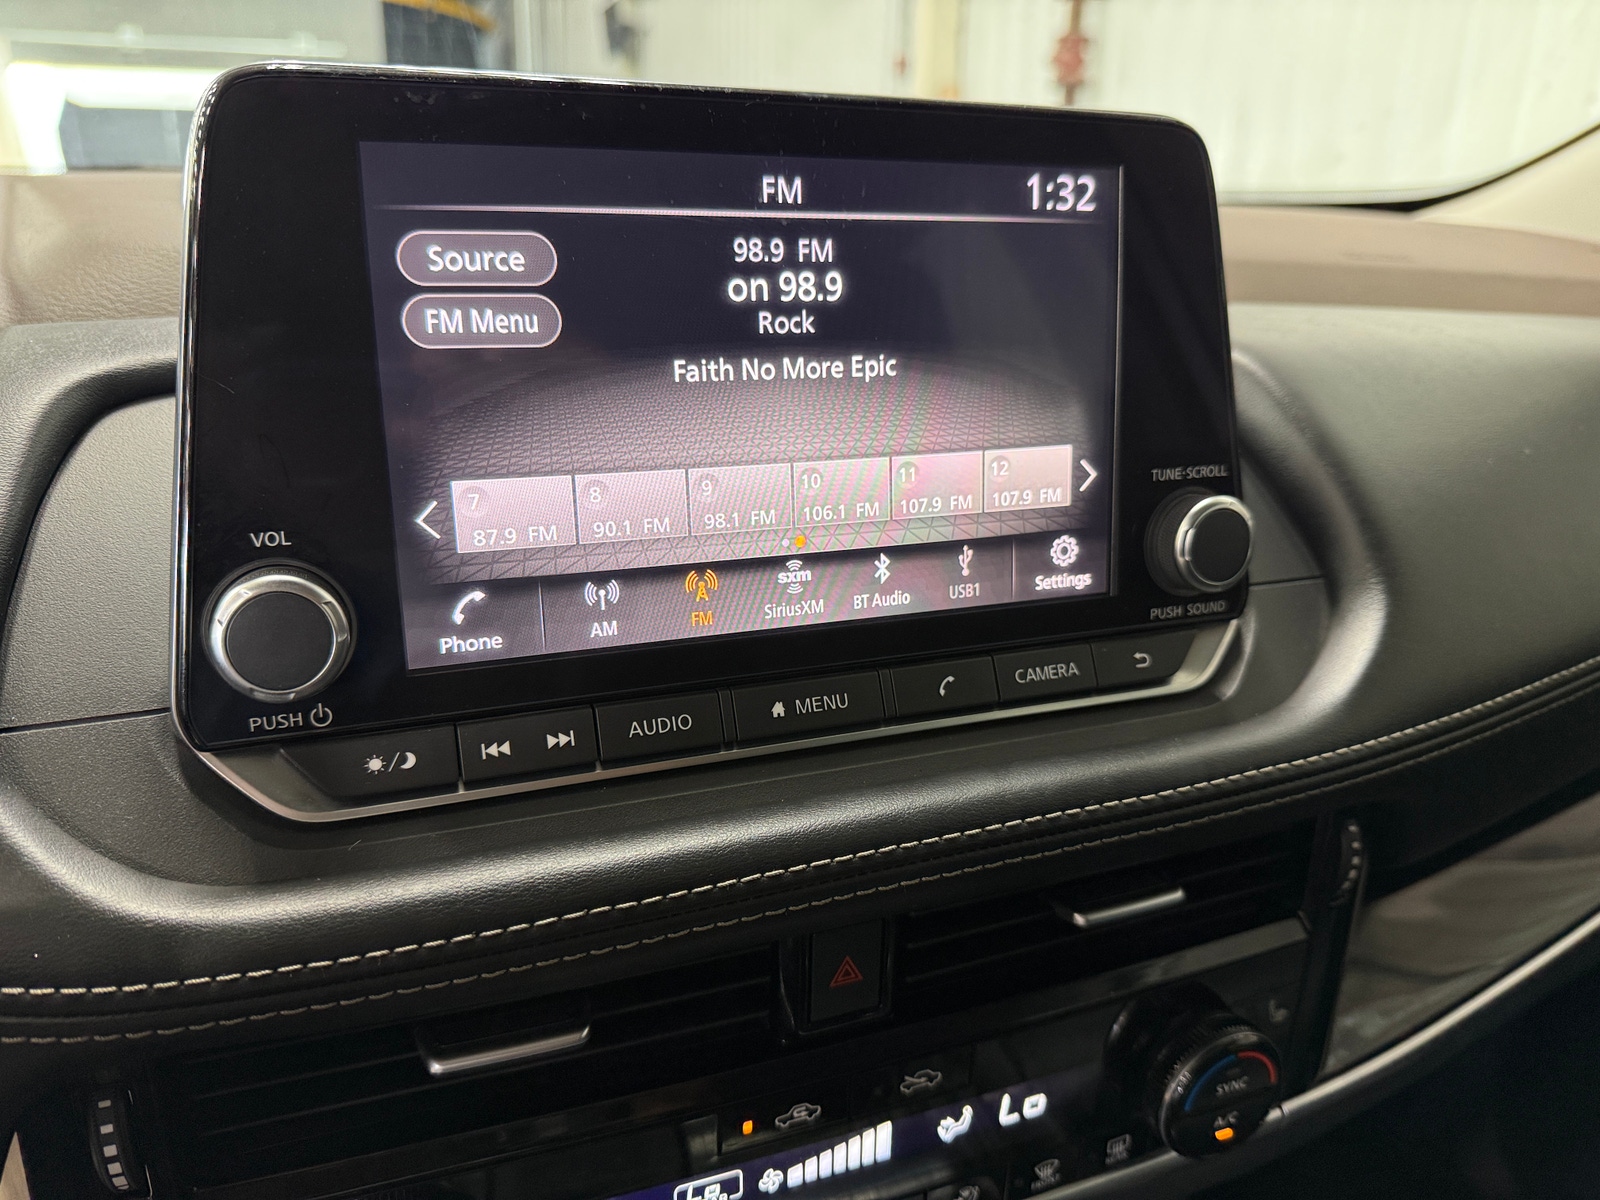 FM
1:32
Source
98.9 FM
on 98.9
FM Menu
Rock
Faith No More Epic
7
8
9
10
11
12
87.9 FM
90.1 FM
98.1 FM
106.1 FM
107.9 FM
107.9 FM
Phone
AM
FM
sxm
SiriusXM
BT Audio
USB1
Settings
VOL
PUSH
TUNE·SCROLL
PUSH SOUND
AUDIO
MENU
CAMERA
SYNC
A/C
Lo